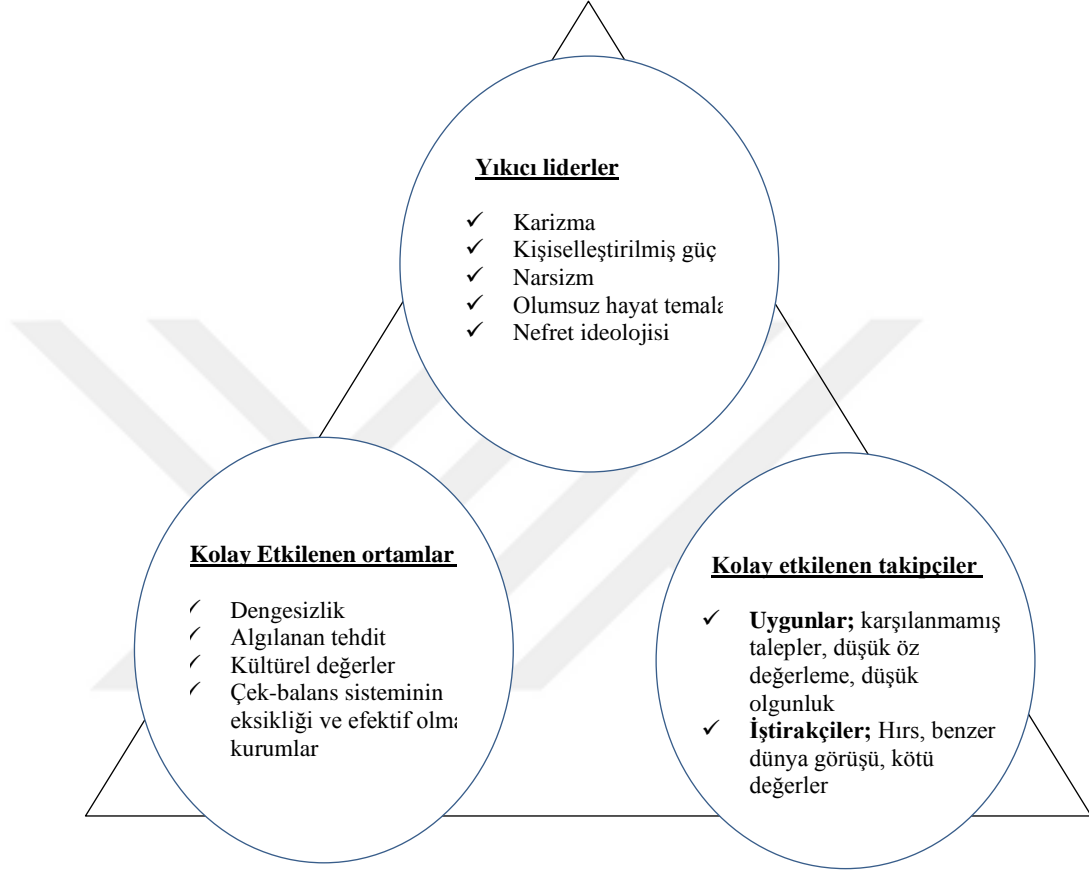 Yıkıcı liderler
✓ Karizma
✓ Kişiselleştirilmiş güç
✓ Narsizm
✓ Olumsuz hayat temala
✓ Nefret ideolojisi
Kolay Etkilenen ortamlar
✓ Dengesizlik
✓ Algılanan tehdit
✓ Kültürel değerler
✓ Çek-balans sisteminin
eksikliği ve efektif olma
kurumlar
Kolay etkilenen takipçiler
✓ Uygunlar; karşılanmamış
talepler, düşük öz
değerleme, düşük
olgunluk
✓ İştirakçiler; Hırs, benzer
dünya görüşü, kötü
değerler